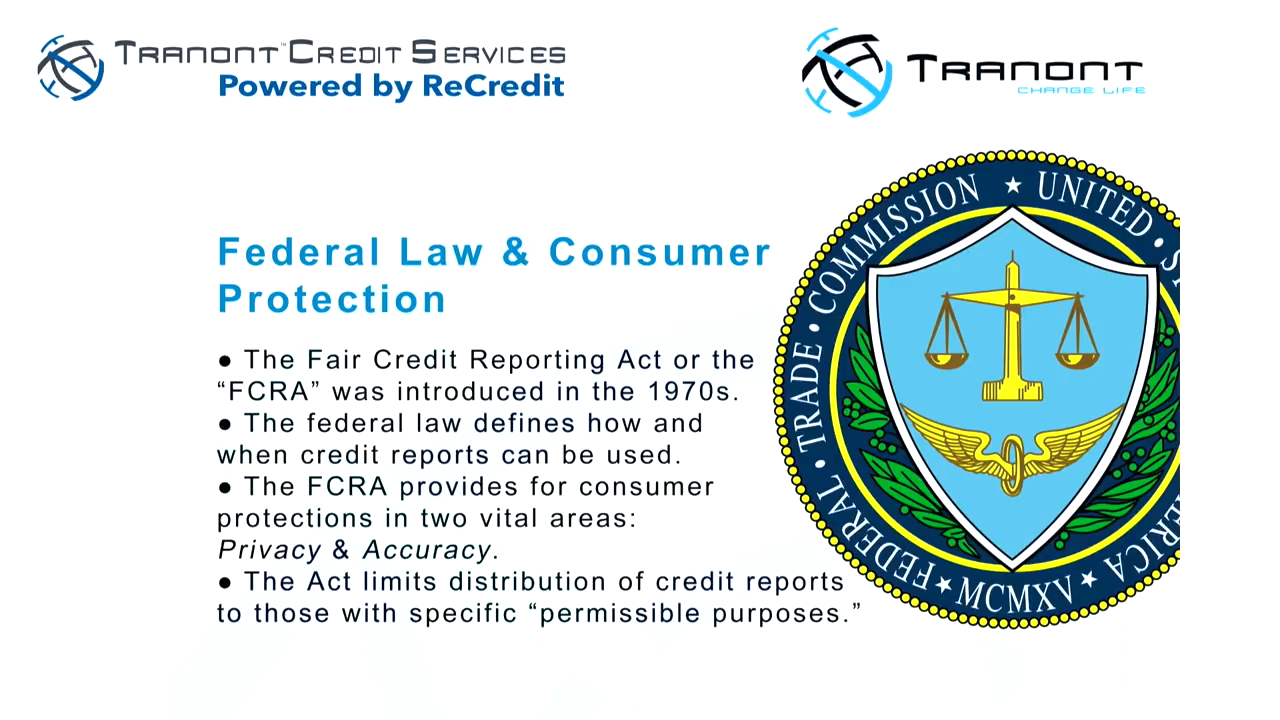 TRANONT™ CREDIT SERVICES
Powered by ReCredit
TRANONT
CHANGE LIFE
Federal Law & Consumer
Protection
● The Fair Credit Reporting Act or the
“FCRA” was introduced in the 1970s.
● The federal law defines how and
when credit reports can be used.
● The FCRA provides for consumer
protections in two vital areas:
Privacy & Accuracy.
● The Act limits distribution of credit reports
to those with specific “permissible purposes.”
FEDERAL • TRADE • COMMISSION ★ UNITED •
★ MCMXV ★